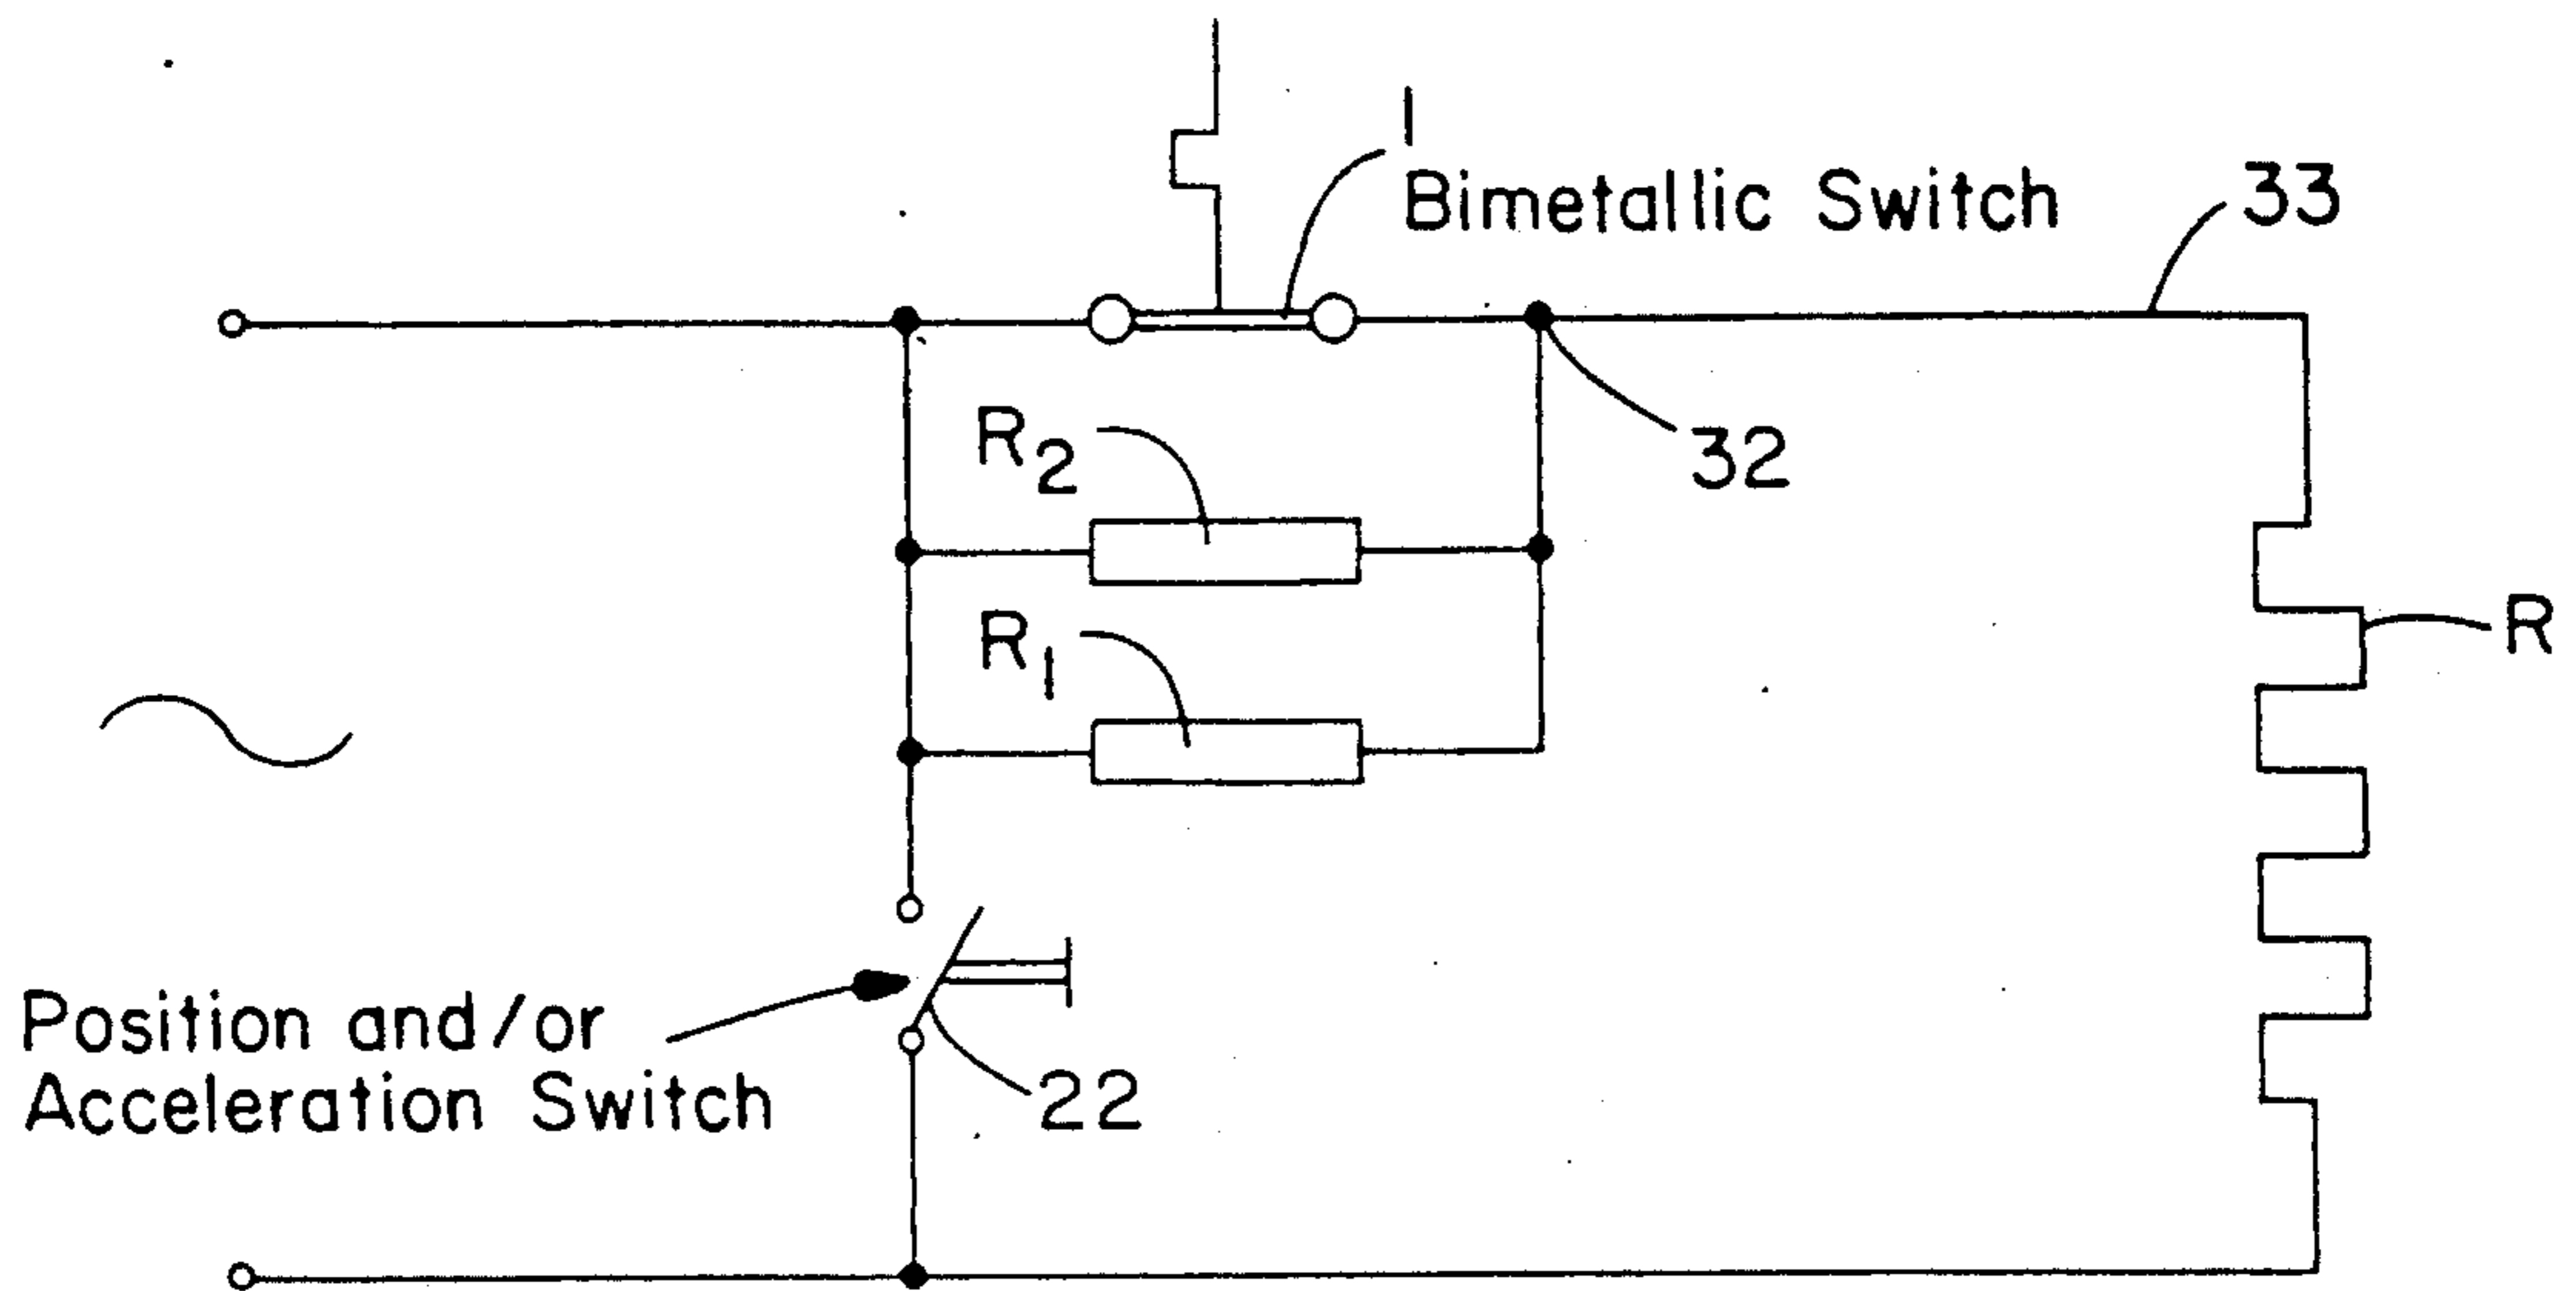 1
Bimetallic Switch
33
R2
32
R1
R
Position and/or
Acceleration Switch
22